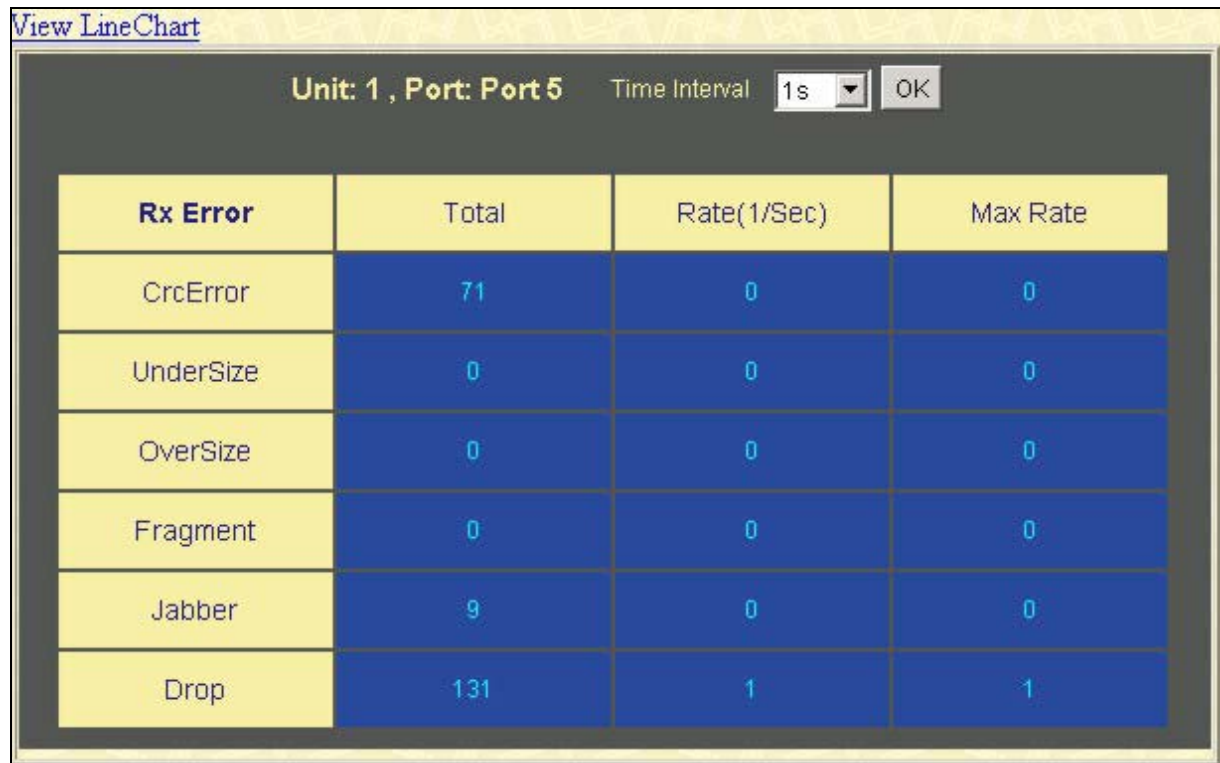 View LineChart
Unit: 1 , Port: Port 5 Time Interval 1s OK
Rx Error Total Rate(1/Sec) Max Rate
CrcError 71 0 0
UnderSize 0 0 0
OverSize 0 0 0
Fragment 0 0 0
Jabber 9 0 0
Drop 131 1 1